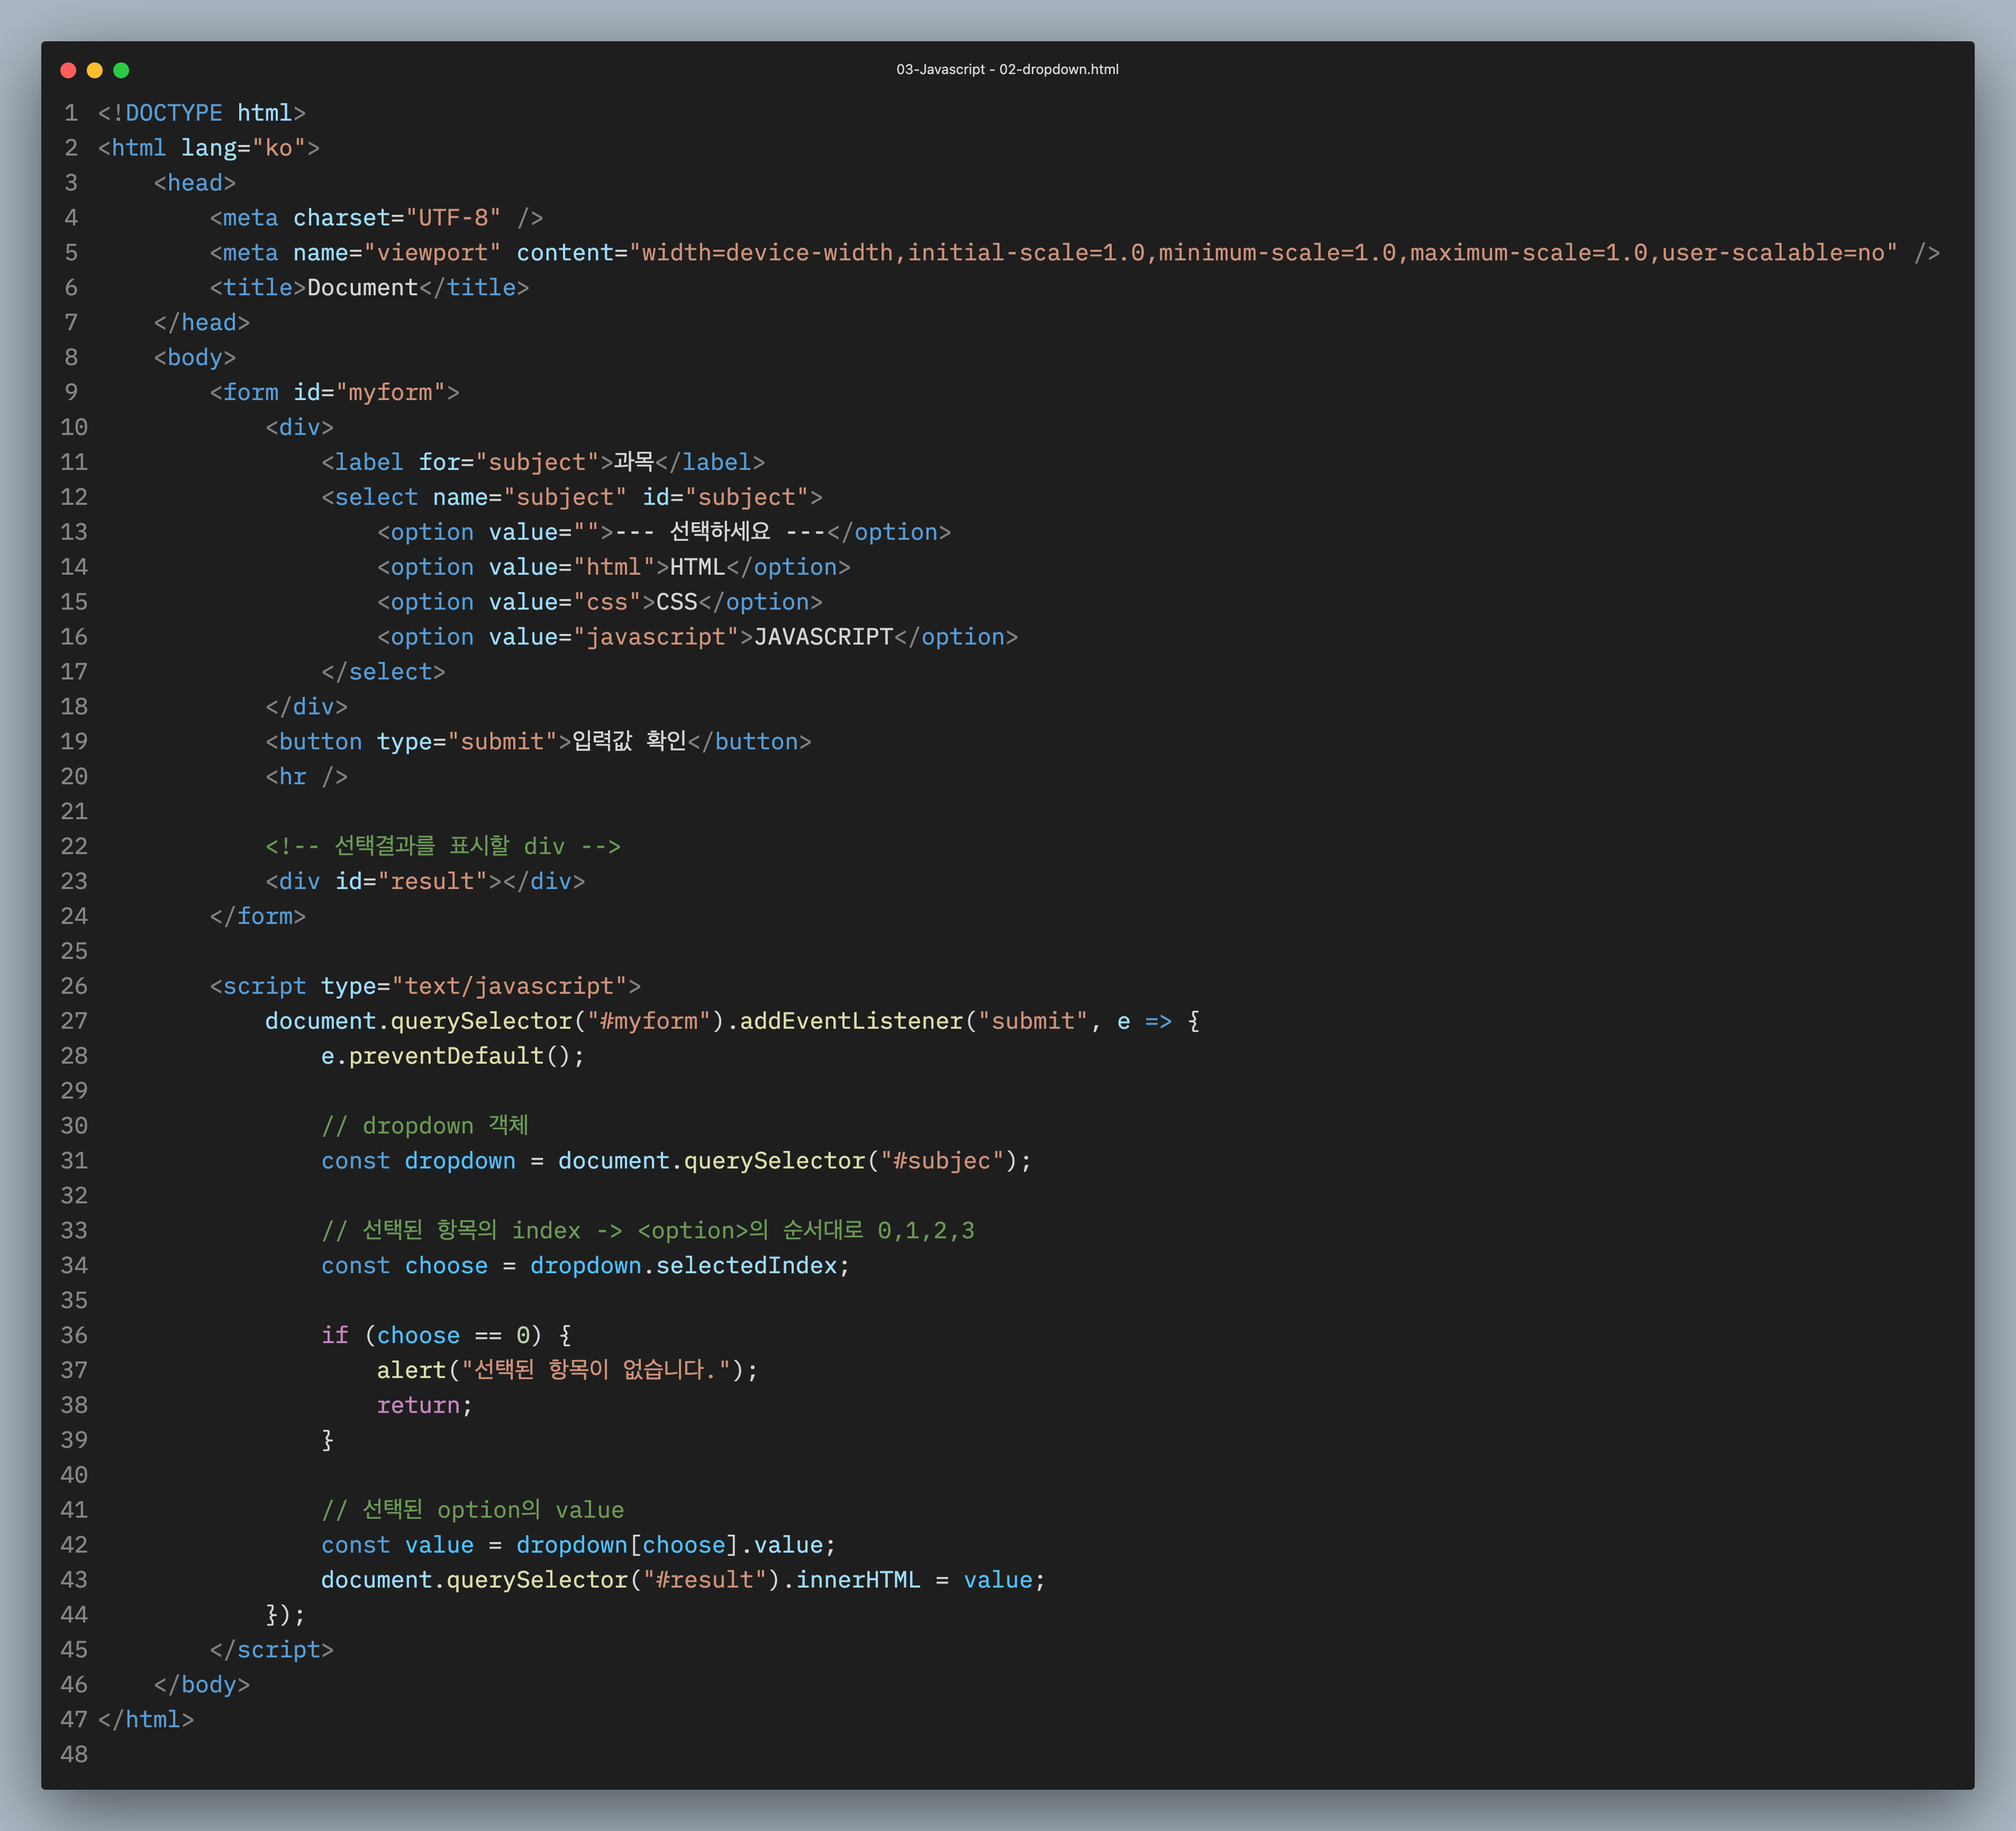 03-Javascript - 02-dropdown.html
1 <!DOCTYPE html>
2 <html lang="ko">
3     <head>
4         <meta charset="UTF-8" />
5         <meta name="viewport" content="width=device-width,initial-scale=1.0,minimum-scale=1.0,maximum-scale=1.0,user-scalable=no" />
6         <title>Document</title>
7     </head>
8     <body>
9         <form id="myform">
10             <div>
11                 <label for="subject">과목</label>
12                 <select name="subject" id="subject">
13                     <option value="">--- 선택하세요 ---</option>
14                     <option value="html">HTML</option>
15                     <option value="css">CSS</option>
16                     <option value="javascript">JAVASCRIPT</option>
17                 </select>
18             </div>
19             <button type="submit">입력값 확인</button>
20             <hr />
21
22             <!-- 선택결과를 표시할 div -->
23             <div id="result"></div>
24         </form>
25
26         <script type="text/javascript">
27             document.querySelector("#myform").addEventListener("submit", e => {
28                 e.preventDefault();
29
30                 // dropdown 객체
31                 const dropdown = document.querySelector("#subjec");
32
33                 // 선택된 항목의 index -> <option>의 순서대로 0,1,2,3
34                 const choose = dropdown.selectedIndex;
35
36                 if (choose == 0) {
37                     alert("선택된 항목이 없습니다.");
38                     return;
39                 }
40
41                 // 선택된 option의 value
42                 const value = dropdown[choose].value;
43                 document.querySelector("#result").innerHTML = value;
44             });
45         </script>
46     </body>
47 </html>
48